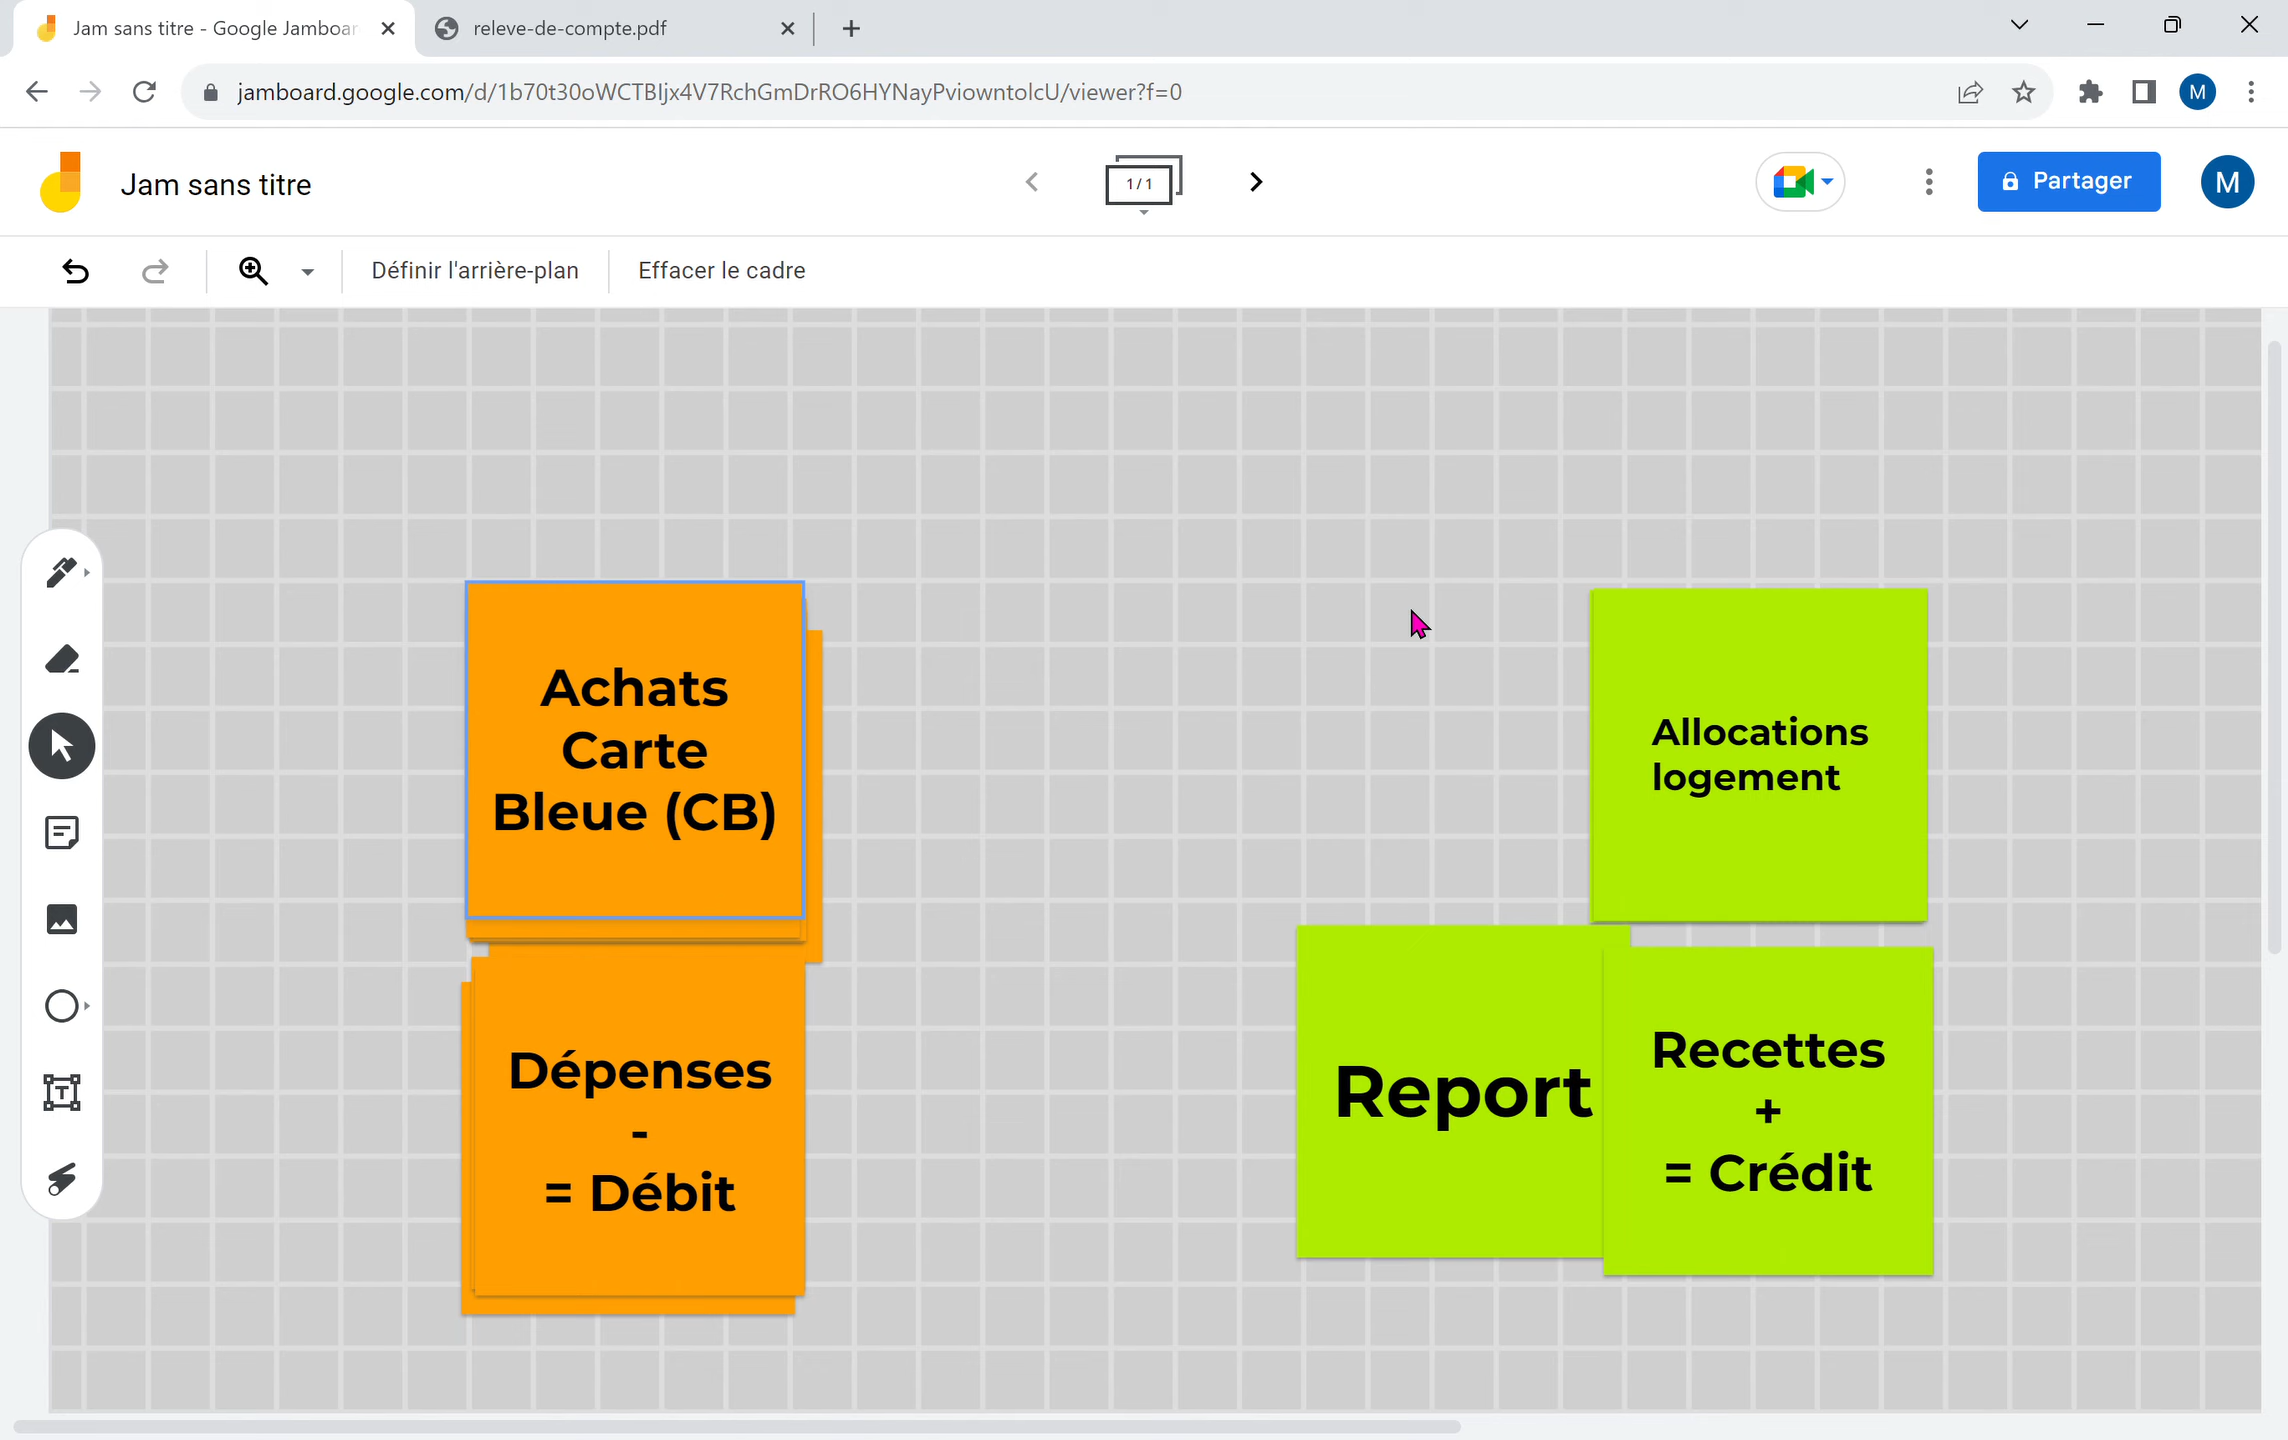 Jam sans titre - Google Jamboar
releve-de-compte.pdf
jamboard.google.com/d/1b70t30oWCTBIjx4V7RchGmDrRO6HYNayPviowntolcU/viewer?f=0
M
Jam sans titre
1/1
Partager
M
Définir l'arrière-plan
Effacer le cadre
Achats
Carte
Bleue (CB)
Allocations
logement
Dépenses
-
= Débit
Report
Recettes
+
= Crédit